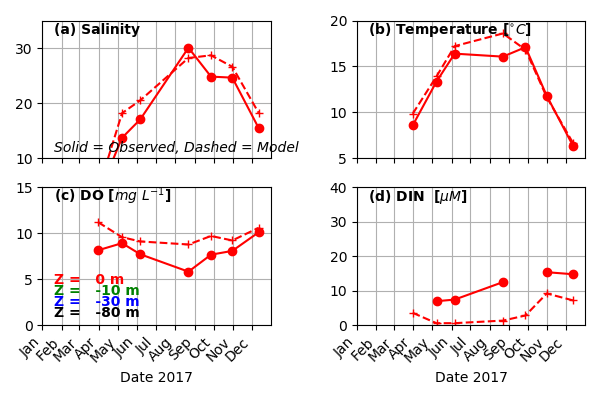 (a) Salinity
30
20
10
Solid = Observed, Dashed = Model
(b) Temperature [°C]
20
15
10
5
(c) DO [mg L⁻¹]
15
10
5
0
Z = 0 m
Z = -10 m
Z = -30 m
Z = -80 m
Jan Feb Mar Apr May Jun Jul Aug Sep Oct Nov Dec
Date 2017
(d) DIN [μM]
40
30
20
10
0
Jan Feb Mar Apr May Jun Jul Aug Sep Oct Nov Dec
Date 2017